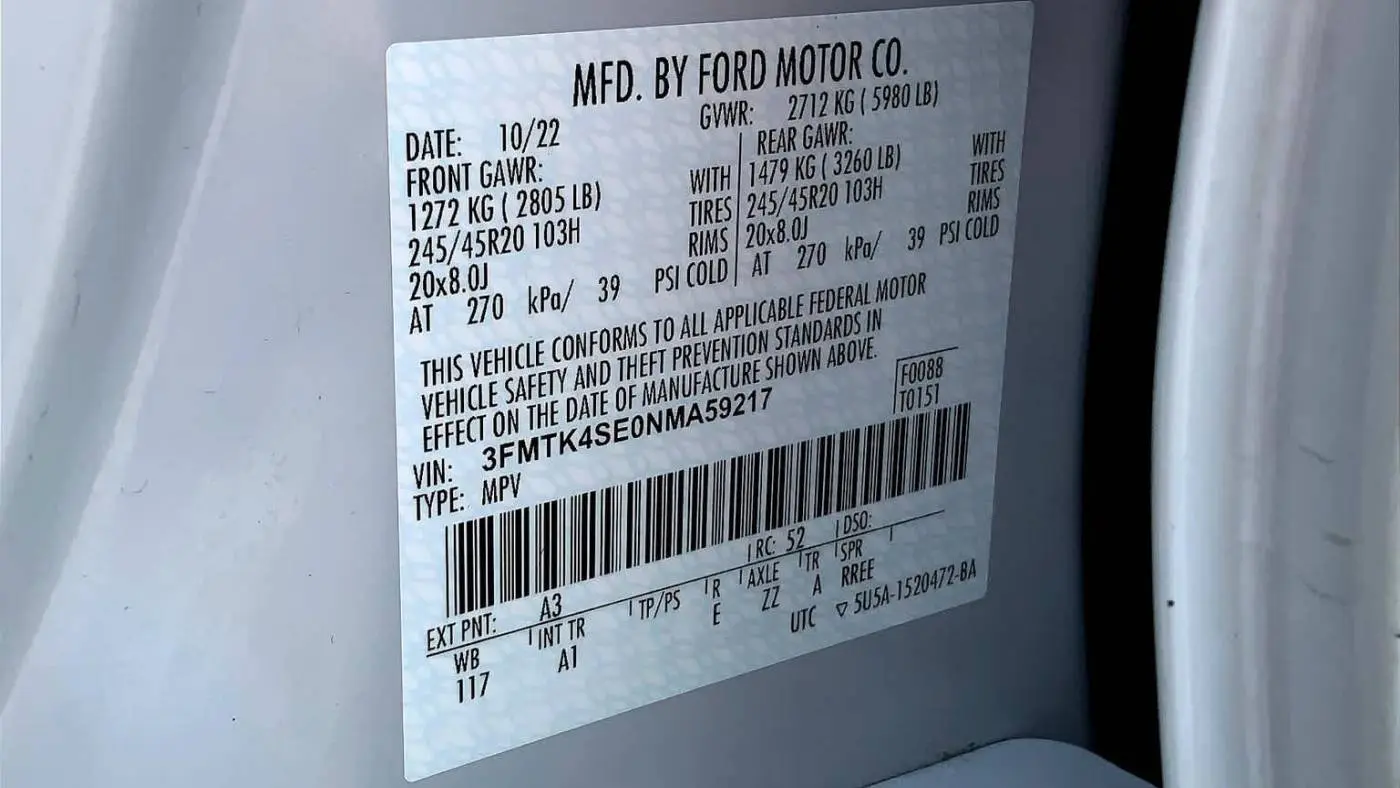 MFD. BY FORD MOTOR CO.
DATE: 10/22 GVWR: 2712 KG ( 5980 LB)
FRONT GAWR: REAR GAWR:
1272 KG ( 2805 LB) WITH 1479 KG ( 3260 LB) WITH
245/45R20 103H TIRES 245/45R20 103H TIRES
20x8.0J RIMS 20x8.0J RIMS
AT 270 kPa/ 39 PSI COLD AT 270 kPa/ 39 PSI COLD
THIS VEHICLE CONFORMS TO ALL APPLICABLE FEDERAL MOTOR
VEHICLE SAFETY AND THEFT PREVENTION STANDARDS IN
EFFECT ON THE DATE OF MANUFACTURE SHOWN ABOVE.
VIN: 3FMTK4SE0NMA59217 F0088
TYPE: MPV T0151
EXT PNT: A3 RC: 52 DSO:
WB INT TR TP/PS R AXLE TR SPR
117 A1 E ZZ A RREE
UTC ▽ 5U5A-1520472-BA